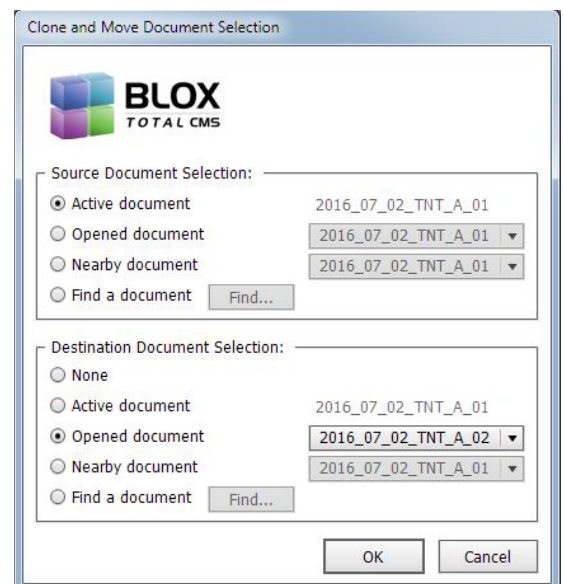 Clone and Move Document Selection
BLOX
TOTAL CMS
Source Document Selection:
Active document 2016_07_02_TNT_A_01
Opened document 2016_07_02_TNT_A_01
Nearby document 2016_07_02_TNT_A_01
Find a document Find...
Destination Document Selection:
None
Active document 2016_07_02_TNT_A_01
Opened document 2016_07_02_TNT_A_02
Nearby document 2016_07_02_TNT_A_01
Find a document Find...
OK Cancel